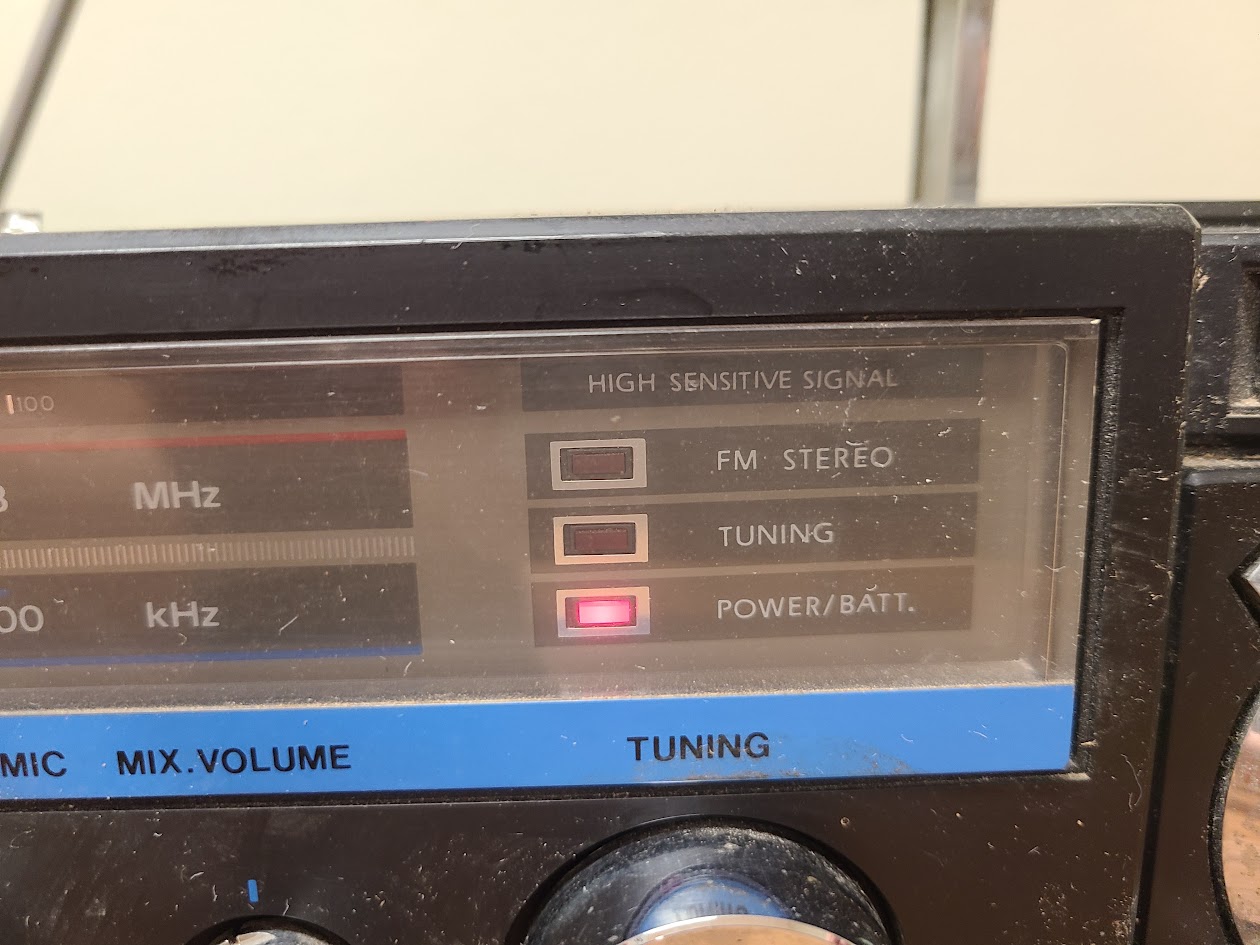 HIGH SENSITIVE SIGNAL
100
FM STEREO
MHz
TUNING
kHz
POWER/BATT.
MIC MIX.VOLUME TUNING